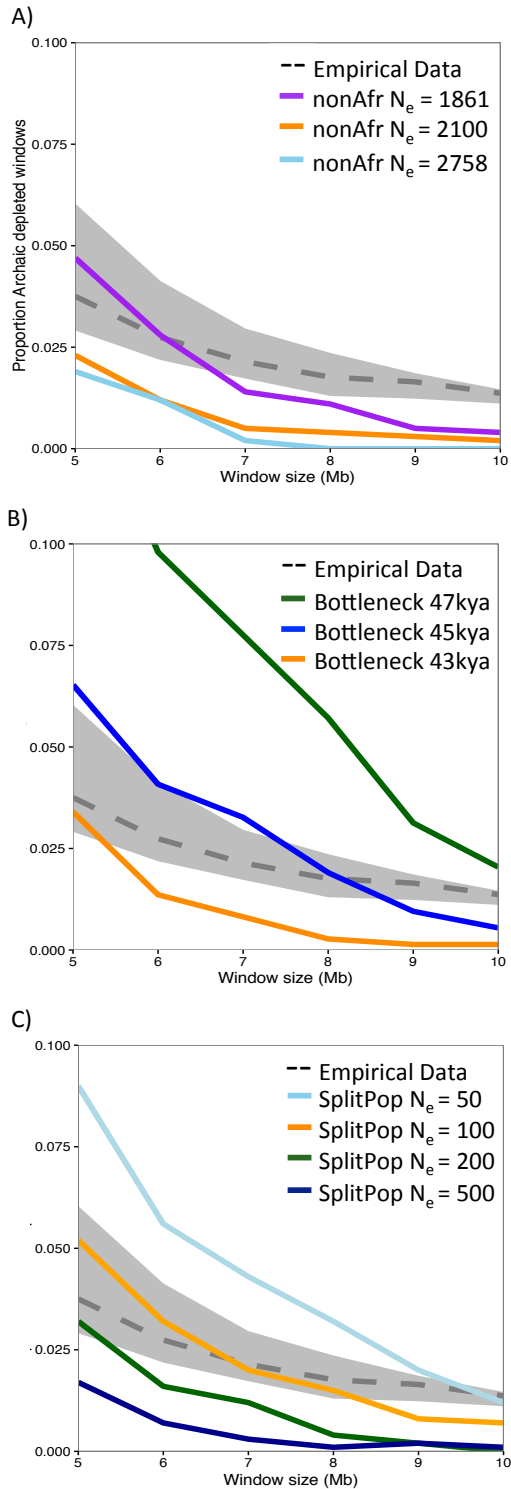 A)
0.100
0.075
0.050
0.025
0.000
Proportion Archaic depleted windows
Empirical Data
nonAfr Ne = 1861
nonAfr Ne = 2100
nonAfr Ne = 2758
5 6 7 8 9 10
Window size (Mb)
B)
0.100
0.075
0.050
0.025
0.000
Empirical Data
Bottleneck 47kya
Bottleneck 45kya
Bottleneck 43kya
5 6 7 8 9 10
Window size (Mb)
C)
0.100
0.075
0.050
0.025
0.000
Empirical Data
SplitPop Ne = 50
SplitPop Ne = 100
SplitPop Ne = 200
SplitPop Ne = 500
5 6 7 8 9 10
Window size (Mb)